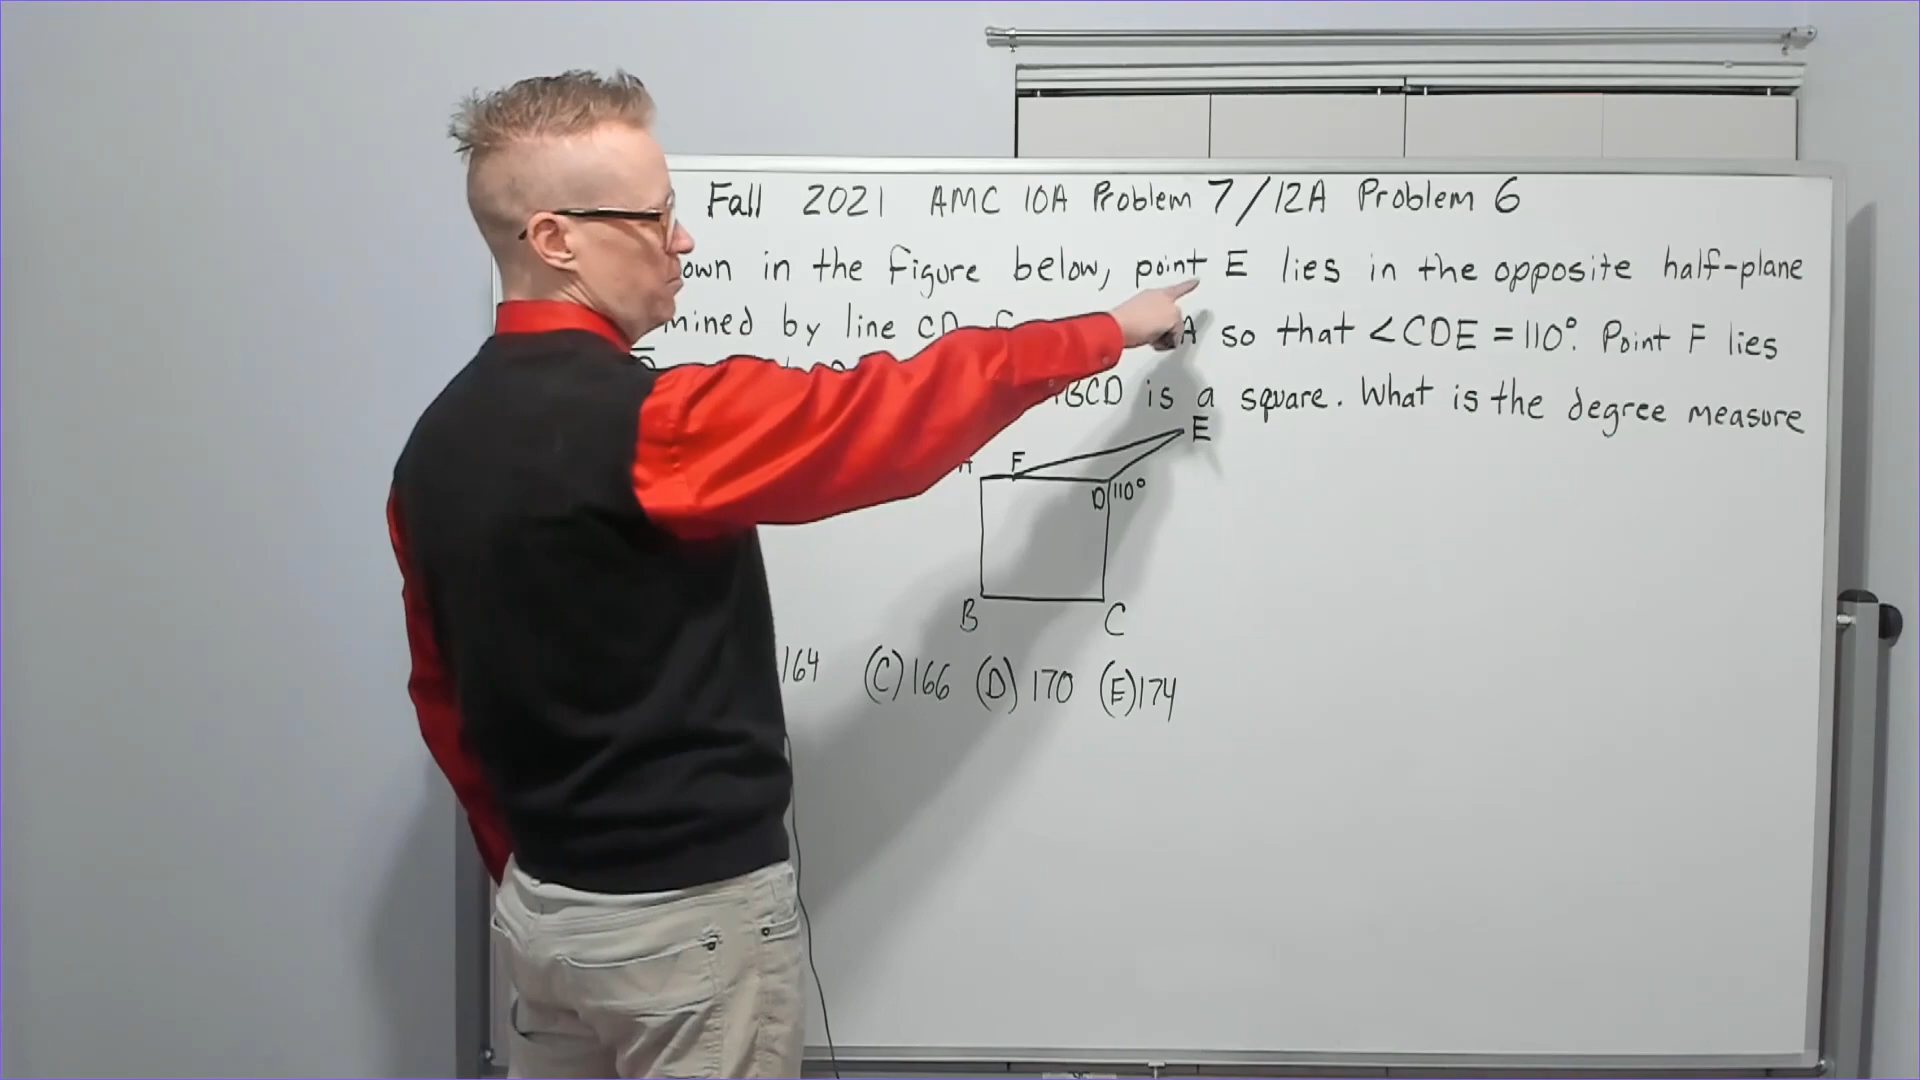 Fall 2021 AMC 10A Problem 7/12A Problem 6
own in the figure below, point E lies in the opposite half-plane
mined by line CD A so that ∠CDE = 110°. Point F lies
BCD is a square. What is the degree measure
E
F
D 110°
B C
164 (C) 166 (D) 170 (E) 174